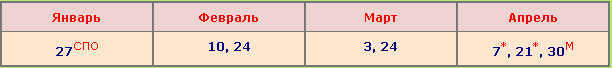 Январь Февраль Март Апрель
27СПО 10, 24 3, 24 7*, 21*, 30М